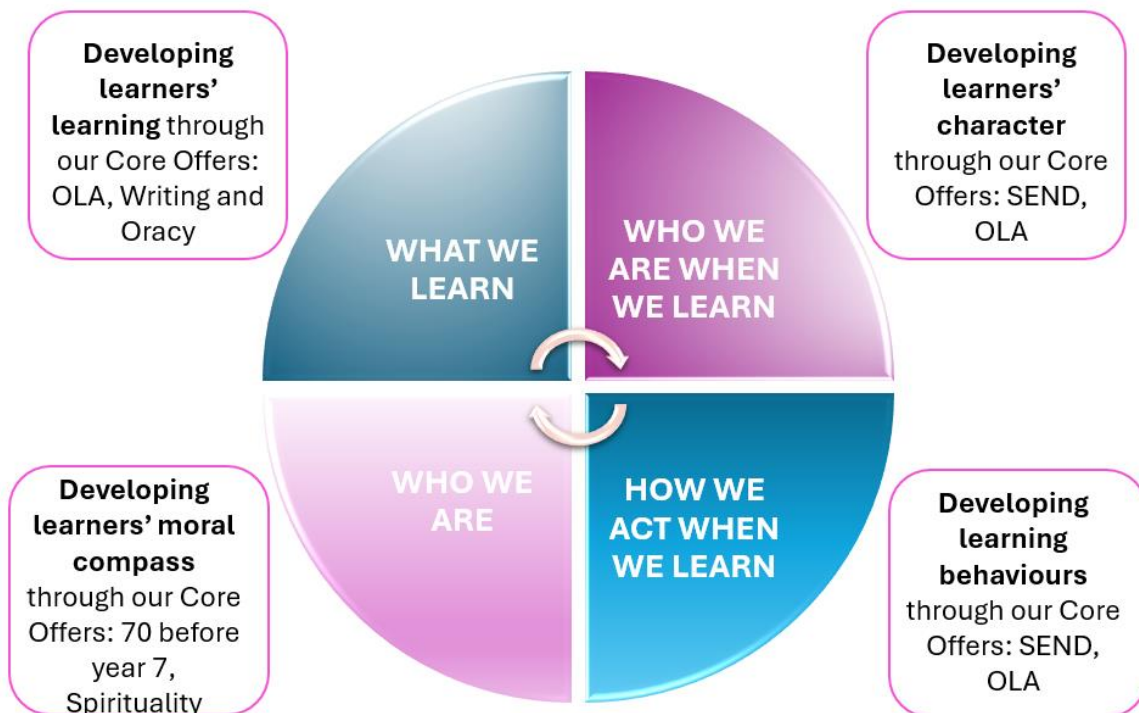 Developing
learners’
learning through
our Core Offers:
OLA, Writing and
Oracy
Developing
learners’
character
through our Core
Offers: SEND,
OLA
WHAT WE
LEARN
WHO WE
ARE WHEN
WE LEARN
WHO WE
ARE
HOW WE
ACT WHEN
WE LEARN
Developing
learners’ moral
compass
through our Core
Offers: 70 before
year 7,
Spirituality
Developing
learning
behaviours
through our Core
Offers: SEND,
OLA